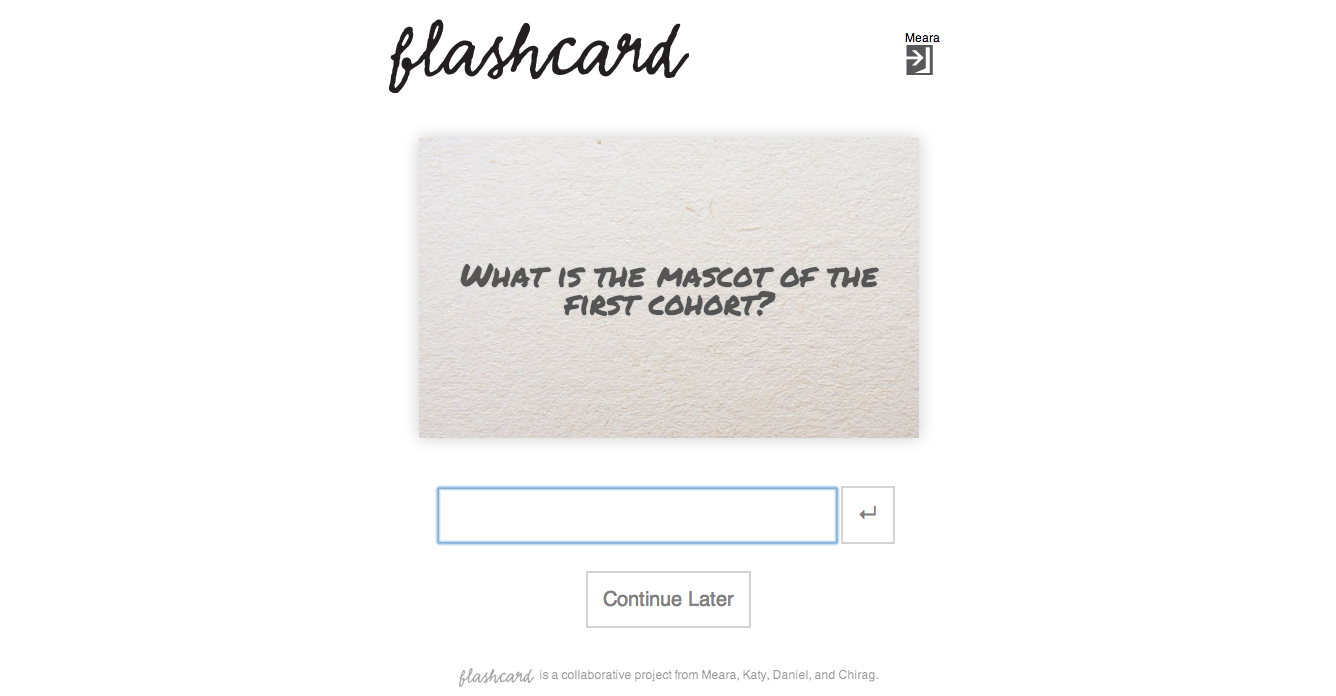 flashcard
Meara
What is the mascot of the
first cohort?
Continue Later
flashcard is a collaborative project from Meara, Katy, Daniel, and Chirag.